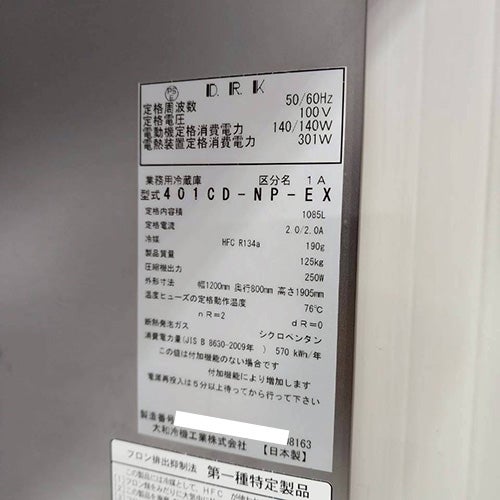 D.R.K
定格周波数 50/60Hz
定格電圧 100V
電動機定格消費電力 140/140W
電熱装置定格消費電力 301W
業務用冷蔵庫 区分名 1A
型式 401CD-NP-EX
定格内容積 1085L
定格電流 2.0/2.0A
冷媒 HFC R134a 190g
製品質量 125kg
圧縮機出力 250W
外形寸法 幅1200mm 奥行800mm 高さ1905mm
温度ヒューズの定格動作温度 76℃
nR=2 dR=0
断熱発泡ガス シクロペンタン
消費電力量(JIS B 8630-2009年 ) 570 kWh/年
この値は付加機能のない場合です
付加機能により増加します
電源再投入は5分以上待ってから行って下さい
製造番号 08163
大和冷機工業株式会社 【日本製】
フロン排出抑制法 第一種特定製品